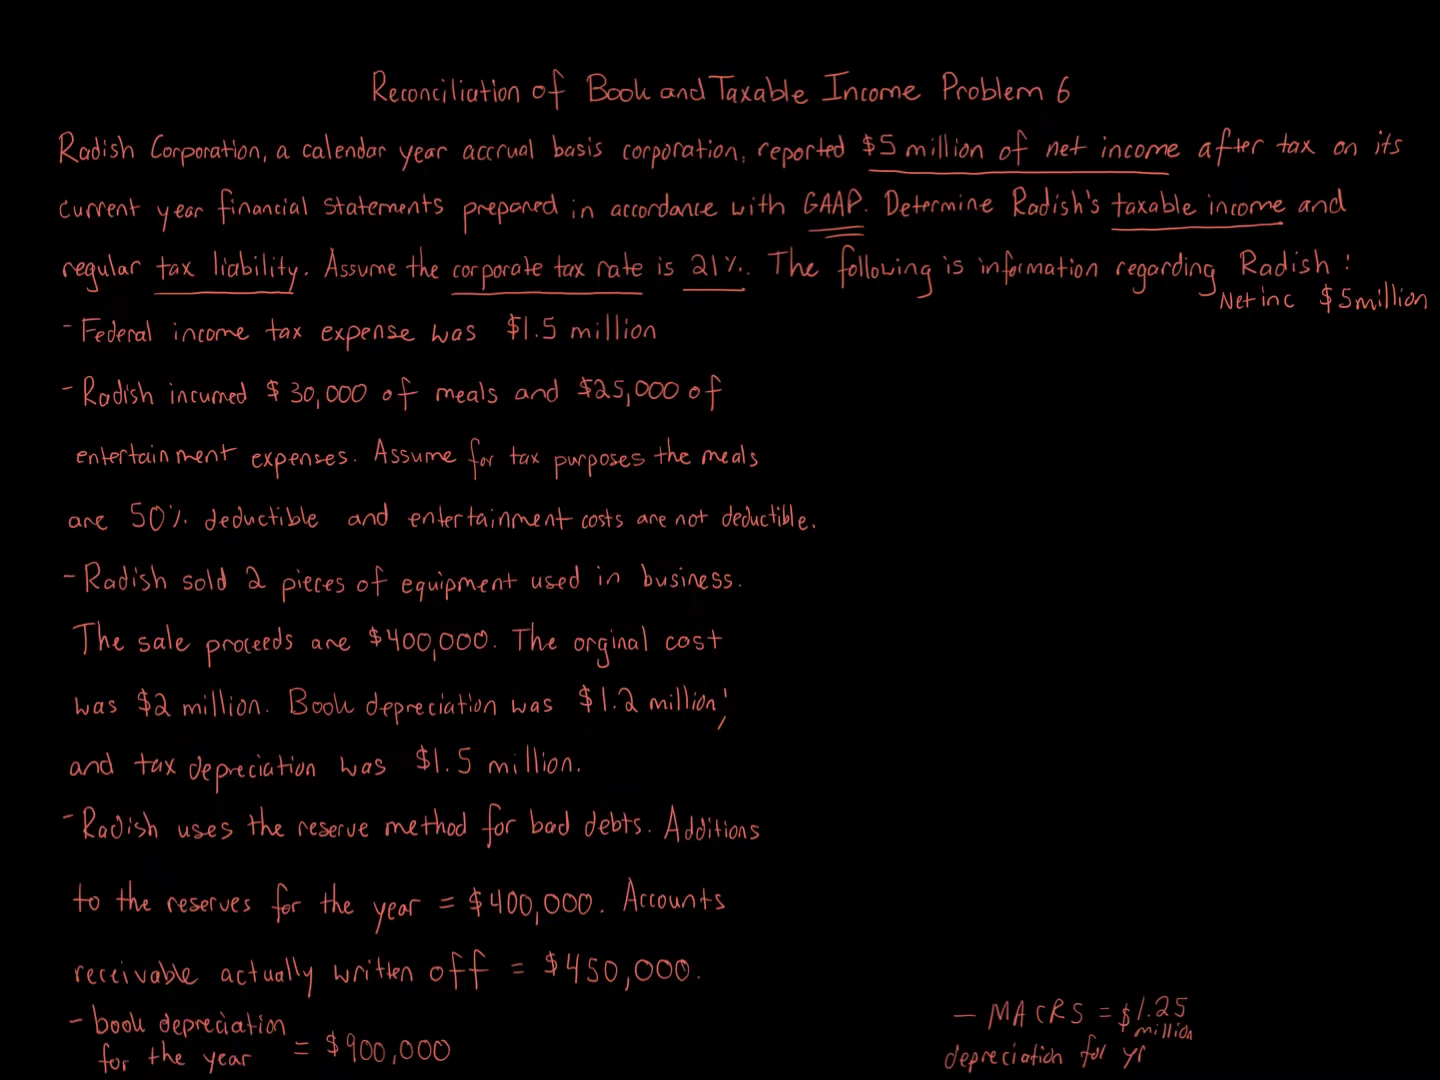 Reconciliation of Book and Taxable Income Problem 6
Radish Corporation, a calendar year accrual basis corporation, reported $5 million of net income after tax on its
current year financial statements prepared in accordance with GAAP. Determine Radish's taxable income and
regular tax liability. Assume the corporate tax rate is 21%. The following is information regarding Radish:
Net inc $5 million
- Federal income tax expense was $1.5 million
- Radish incurred $30,000 of meals and $25,000 of
entertainment expenses. Assume for tax purposes the meals
are 50% deductible and entertainment costs are not deductible.
- Radish sold 2 pieces of equipment used in business.
The sale proceeds are $400,000. The orginal cost
was $2 million. Book depreciation was $1.2 million,
and tax depreciation was $1.5 million.
- Radish uses the reserve method for bad debts. Additions
to the reserves for the year = $400,000. Accounts
receivable actually written off = $450,000.
- book depreciation
for the year = $900,000
- MACRS = $1.25
million
depreciation for yr